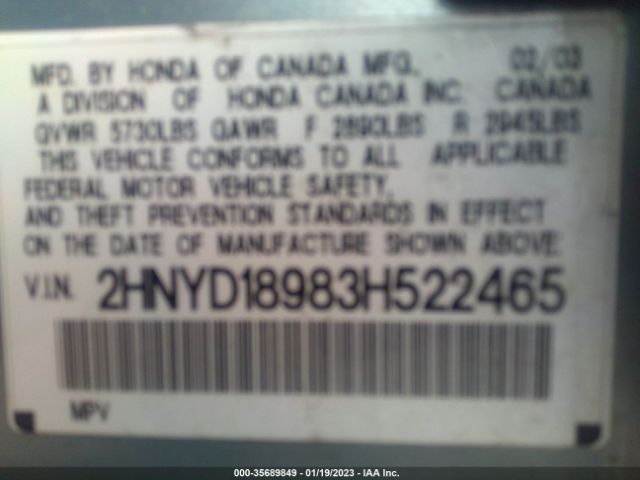 MFD. BY HONDA OF CANADA MFG., 02/03
A DIVISION OF HONDA CANADA INC. CANADA
GVWR 5730LBS GAWR F 2890LBS R 2945LBS
THIS VEHICLE CONFORMS TO ALL APPLICABLE
FEDERAL MOTOR VEHICLE SAFETY,
AND THEFT PREVENTION STANDARDS IN EFFECT
ON THE DATE OF MANUFACTURE SHOWN ABOVE:
V.I.N. 2HNYD18983H522465
MPV
000-35689849 - 01/19/2023 - IAA Inc.